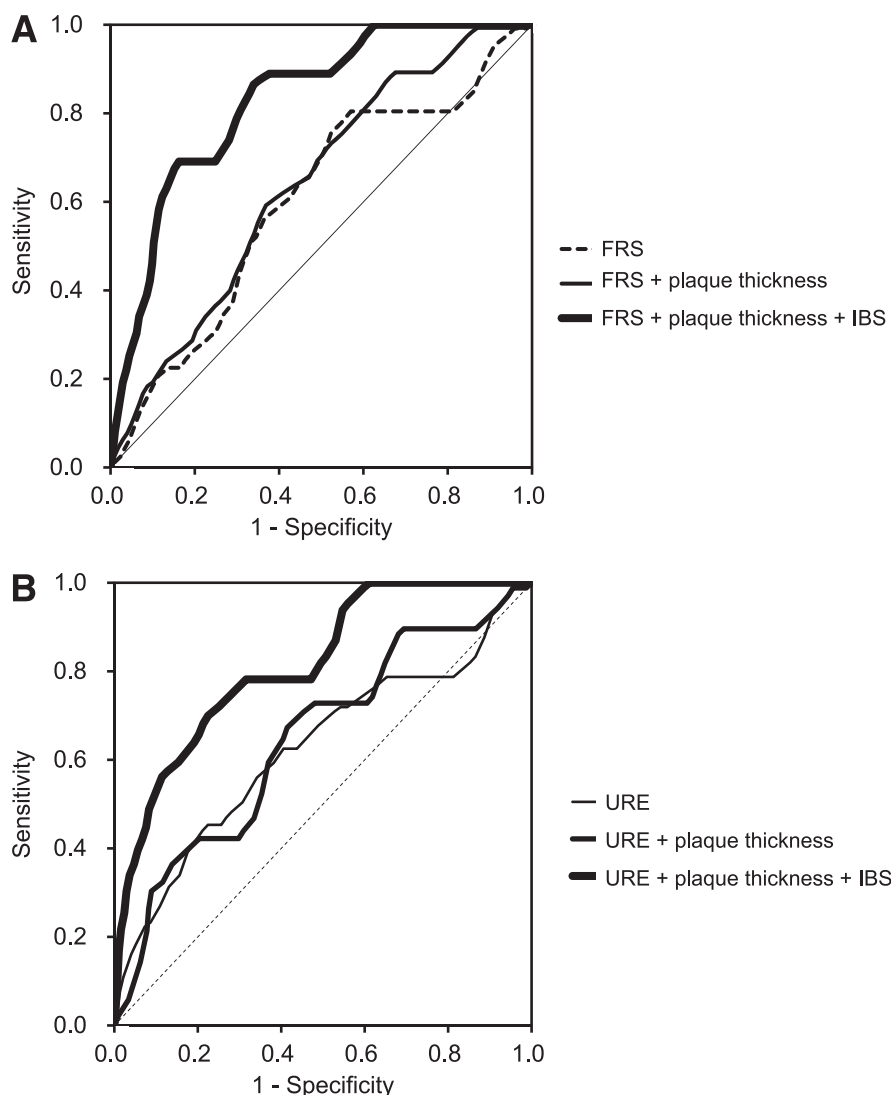 A
1.0
0.8
0.6
0.4
0.2
0.0
Sensitivity
0.0 0.2 0.4 0.6 0.8 1.0
1 - Specificity
FRS
FRS + plaque thickness
FRS + plaque thickness + IBS
B
1.0
0.8
0.6
0.4
0.2
0.0
Sensitivity
0.0 0.2 0.4 0.6 0.8 1.0
1 - Specificity
URE
URE + plaque thickness
URE + plaque thickness + IBS